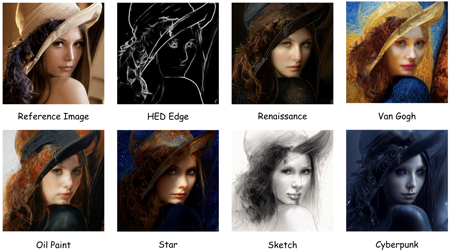 Reference Image
HED Edge
Renaissance
Van Gogh
Oil Paint
Star
Sketch
Cyberpunk